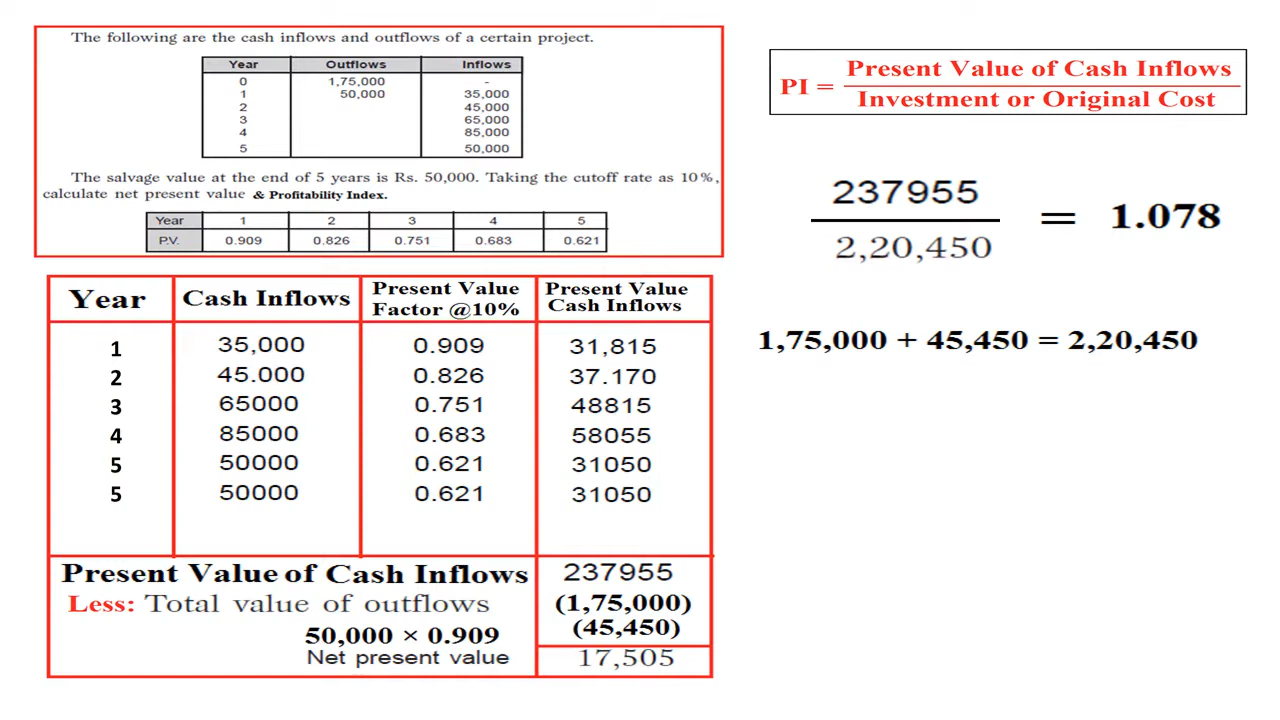 The following are the cash inflows and outflows of a certain project.
Year Outflows Inflows
0 1,75,000 -
1 50,000 35,000
2 45,000
3 65,000
4 85,000
5 50,000
The salvage value at the end of 5 years is Rs. 50,000. Taking the cutoff rate as 10%,
calculate net present value & Profitability Index.
Year 1 2 3 4 5
P.V. 0.909 0.826 0.751 0.683 0.621
PI = Present Value of Cash Inflows
Investment or Original Cost
237955
2,20,450
= 1.078
1,75,000 + 45,450 = 2,20,450
Year Cash Inflows Present Value Factor @10% Present Value Cash Inflows
1 35,000 0.909 31,815
2 45.000 0.826 37.170
3 65000 0.751 48815
4 85000 0.683 58055
5 50000 0.621 31050
5 50000 0.621 31050
Present Value of Cash Inflows 237955
Less: Total value of outflows (1,75,000)
50,000 × 0.909 (45,450)
Net present value 17,505